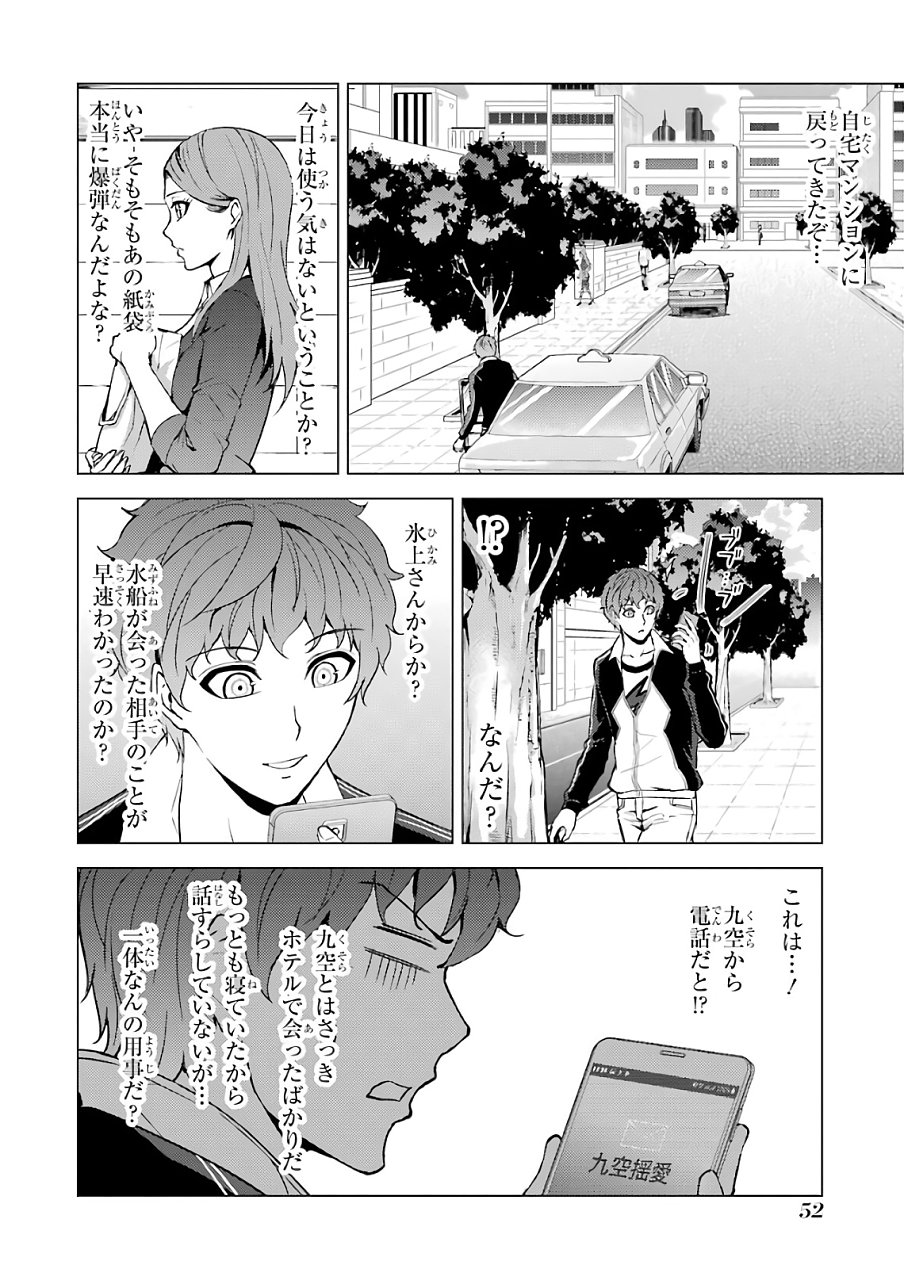 自宅マンションに
戻ってきたぞ…
今日は使う気はないということか?
いや-そもそもあの紙袋
本当に爆弾なんだよな?
ブブ…ブブ…
!?
なんだ?
氷上さんからか?
水船が会った相手のことが
早速わかったのか?
これは…!
九空から
電話だと!?
九空揺愛
九空とはさっき
ホテルで会ったばかりだ
もっとも寝ていたから
話すらしていないが…
一体なんの用事だ?
52